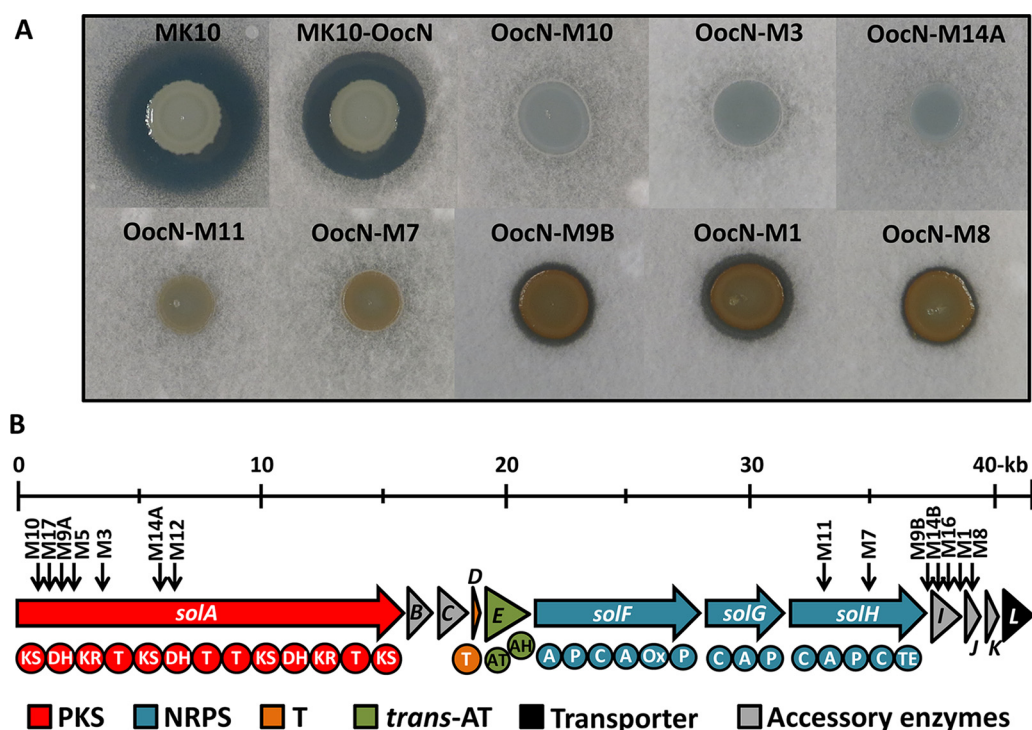 A
MK10 MK10-OocN OocN-M10 OocN-M3 OocN-M14A
OocN-M11 OocN-M7 OocN-M9B OocN-M1 OocN-M8
B
0 10 20 30 40-kb
M10 M17 M9A M5 M3 M14A M12 M11 M7 M9B M14B M16 M1 M8
solA B C D E solF solG solH I J K L
KS DH KR T KS DH T T KS DH KR T KS T AT AH A P C A Ox P C A P C A P C TE
PKS NRPS T trans-AT Transporter Accessory enzymes